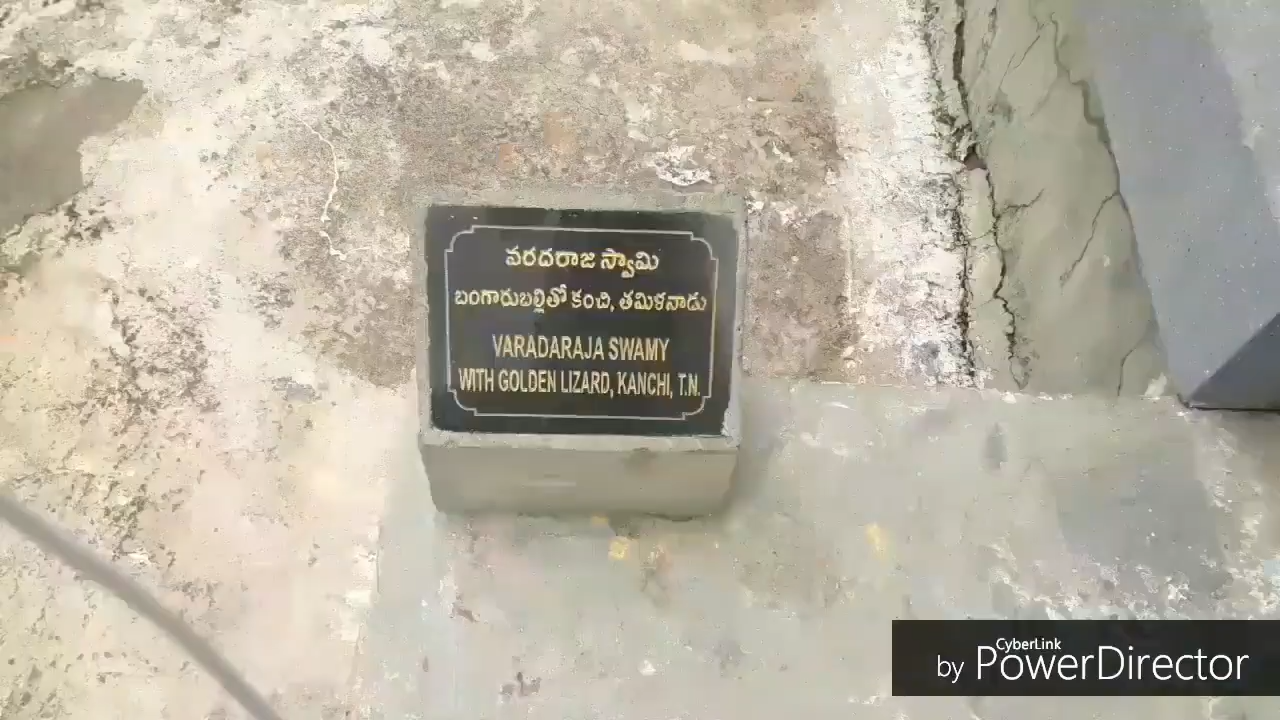 వరదరాజ స్వామి
బంగారుబల్లితో కంచి, తమిళనాడు
VARADARAJA SWAMY
WITH GOLDEN LIZARD, KANCHI, T.N.
CyberLink
by PowerDirector